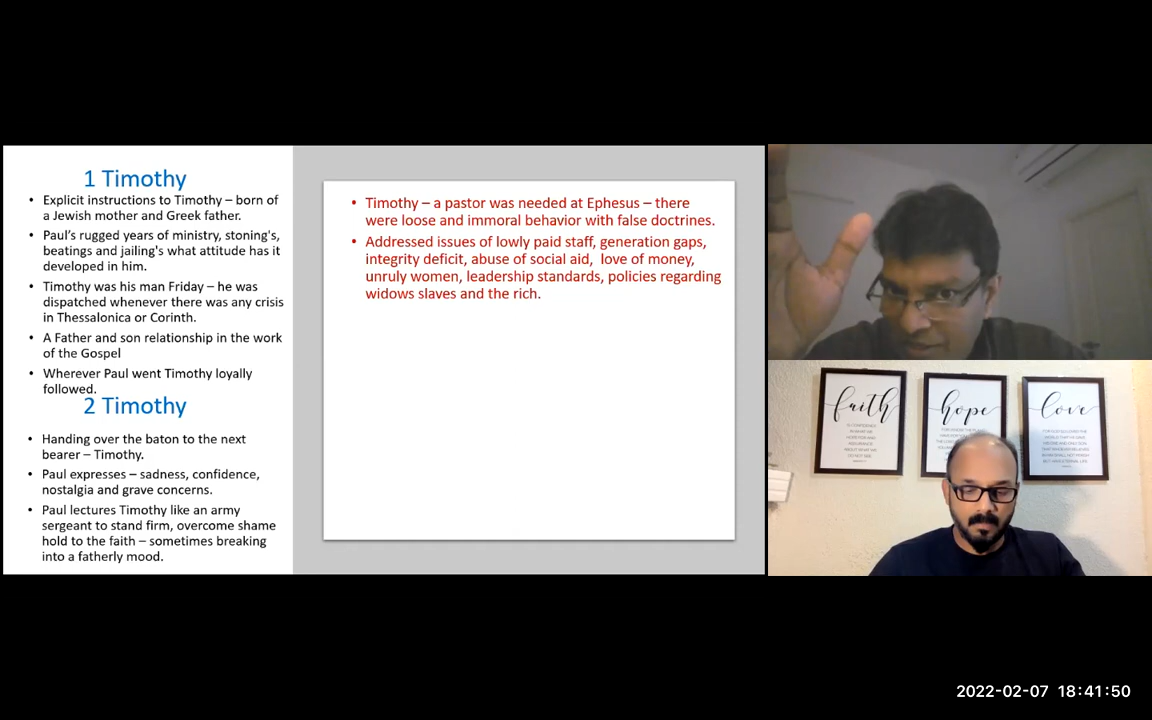 1 Timothy
• Explicit instructions to Timothy – born of
a Jewish mother and Greek father.
• Paul's rugged years of ministry, stoning's,
beatings and jailing's what attitude has it
developed in him.
• Timothy was his man Friday – he was
dispatched whenever there was any crisis
in Thessalonica or Corinth.
• A Father and son relationship in the work
of the Gospel
• Wherever Paul went Timothy loyally
followed.
2 Timothy
• Handing over the baton to the next
bearer – Timothy.
• Paul expresses – sadness, confidence,
nostalgia and grave concerns.
• Paul lectures Timothy like an army
sergeant to stand firm, overcome shame
hold to the faith – sometimes breaking
into a fatherly mood.
• Timothy – a pastor was needed at Ephesus – there
were loose and immoral behavior with false doctrines.
• Addressed issues of lowly paid staff, generation gaps,
integrity deficit, abuse of social aid, love of money,
unruly women, leadership standards, policies regarding
widows slaves and the rich.
faith
hope
love
2022-02-07 18:41:50